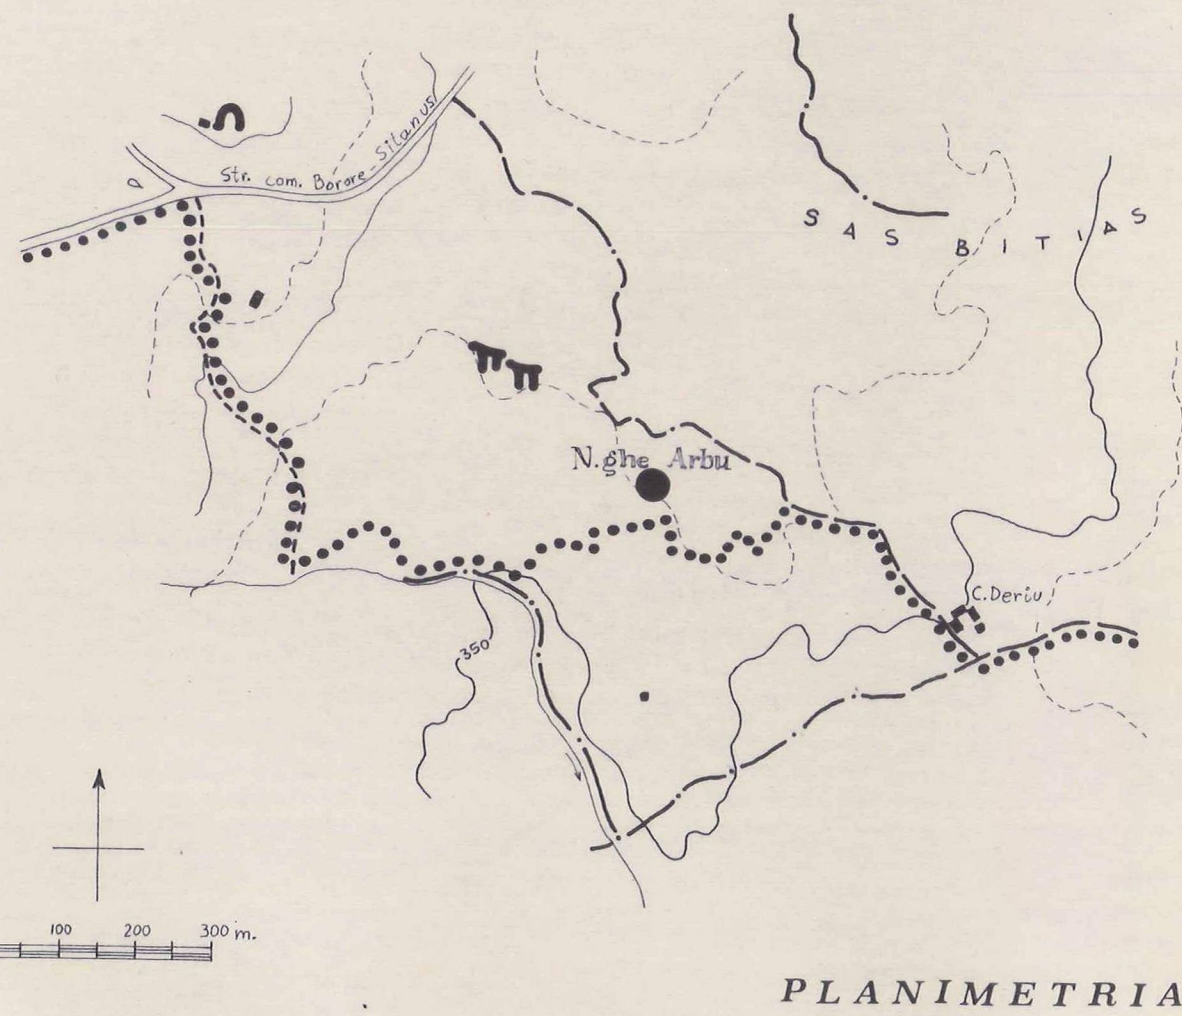 Str. com. Borore-Silanus
SAS BITIAS
N.ghe Arbu
C.Deriu
350
100 200 300 m.
PLANIMETRIA